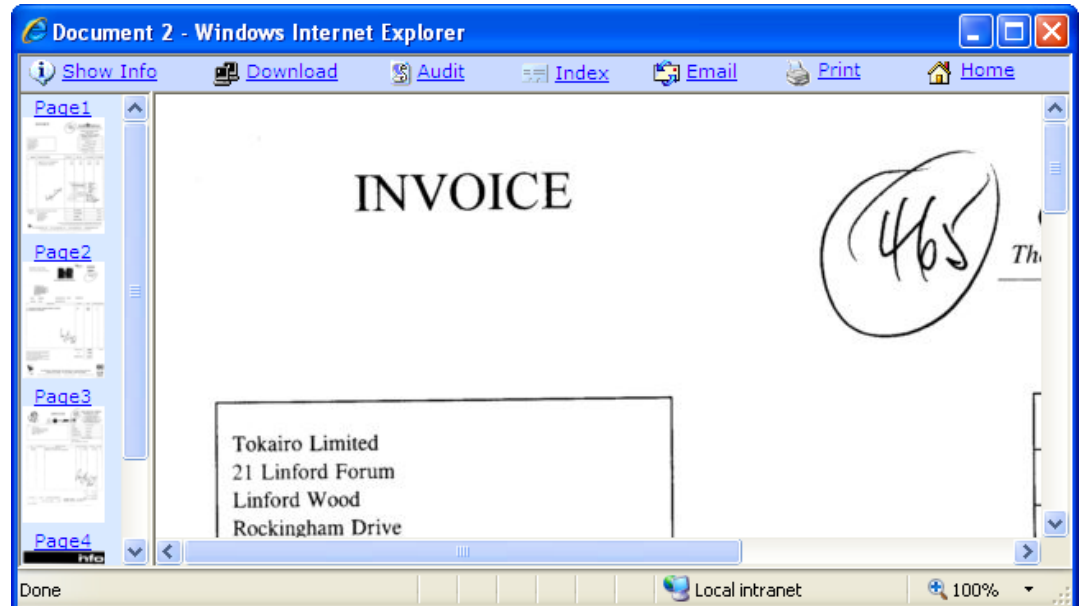 Document 2 - Windows Internet Explorer
Show Info Download Audit Index Email Print Home
Page1
Page2
Page3
Page4
INVOICE
465
Tokairo Limited
21 Linford Forum
Linford Wood
Rockingham Drive
Done Local intranet 100%